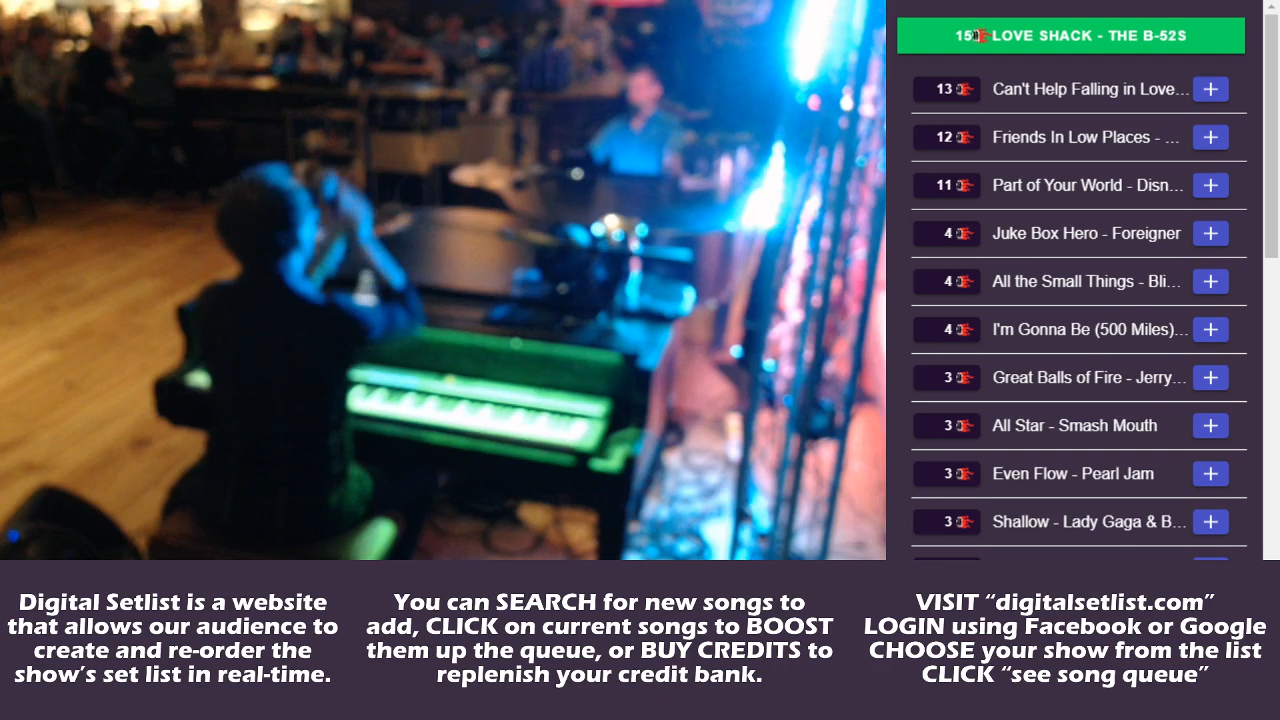 15 LOVE SHACK - THE B-52S
13 Can't Help Falling in Love...
12 Friends In Low Places - ...
11 Part of Your World - Disn...
4 Juke Box Hero - Foreigner
4 All the Small Things - Bli...
4 I'm Gonna Be (500 Miles)...
3 Great Balls of Fire - Jerry...
3 All Star - Smash Mouth
3 Even Flow - Pearl Jam
3 Shallow - Lady Gaga & B...
Digital Setlist is a website
that allows our audience to
create and re-order the
show's set list in real-time.
You can SEARCH for new songs to
add, CLICK on current songs to BOOST
them up the queue, or BUY CREDITS to
replenish your credit bank.
VISIT “digitalsetlist.com”
LOGIN using Facebook or Google
CHOOSE your show from the list
CLICK “see song queue”